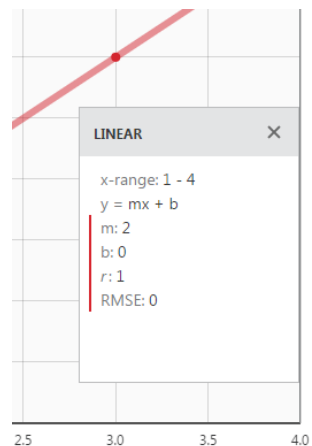 LINEAR ×
x-range: 1 - 4
y = mx + b
m: 2
b: 0
r: 1
RMSE: 0
2.5 3.0 3.5 4.0